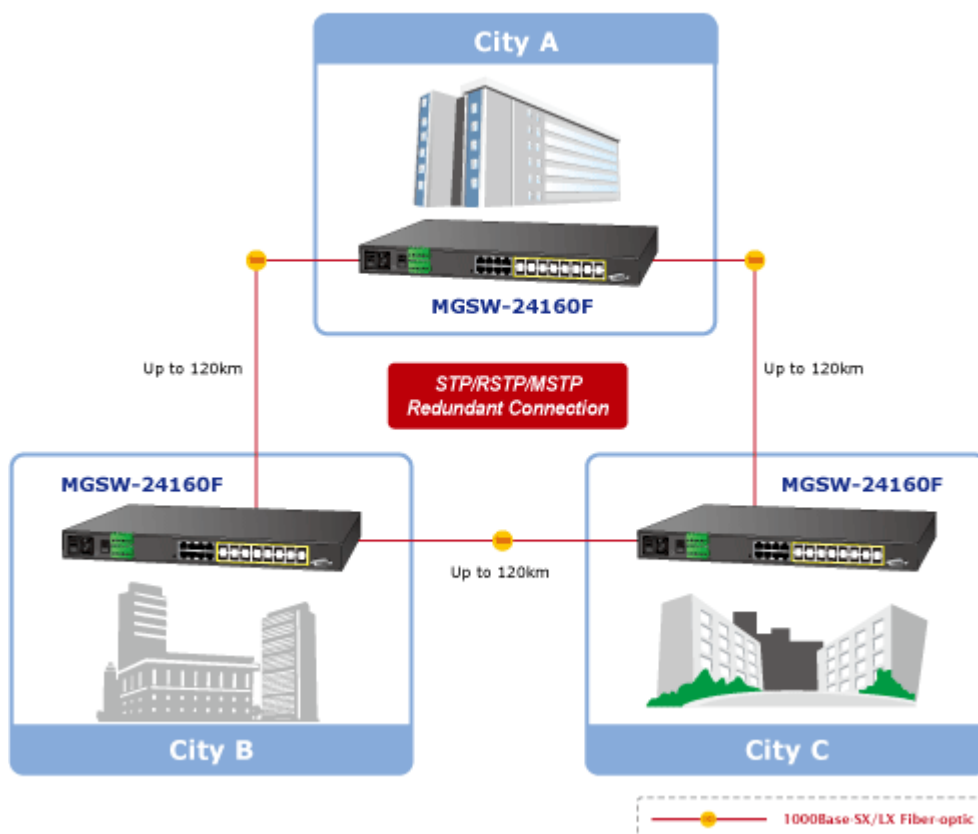 City A
MGSW-24160F
Up to 120km
Up to 120km
STP/RSTP/MSTP
Redundant Connection
MGSW-24160F
MGSW-24160F
Up to 120km
City B
City C
1000Base-SX/LX Fiber-optic